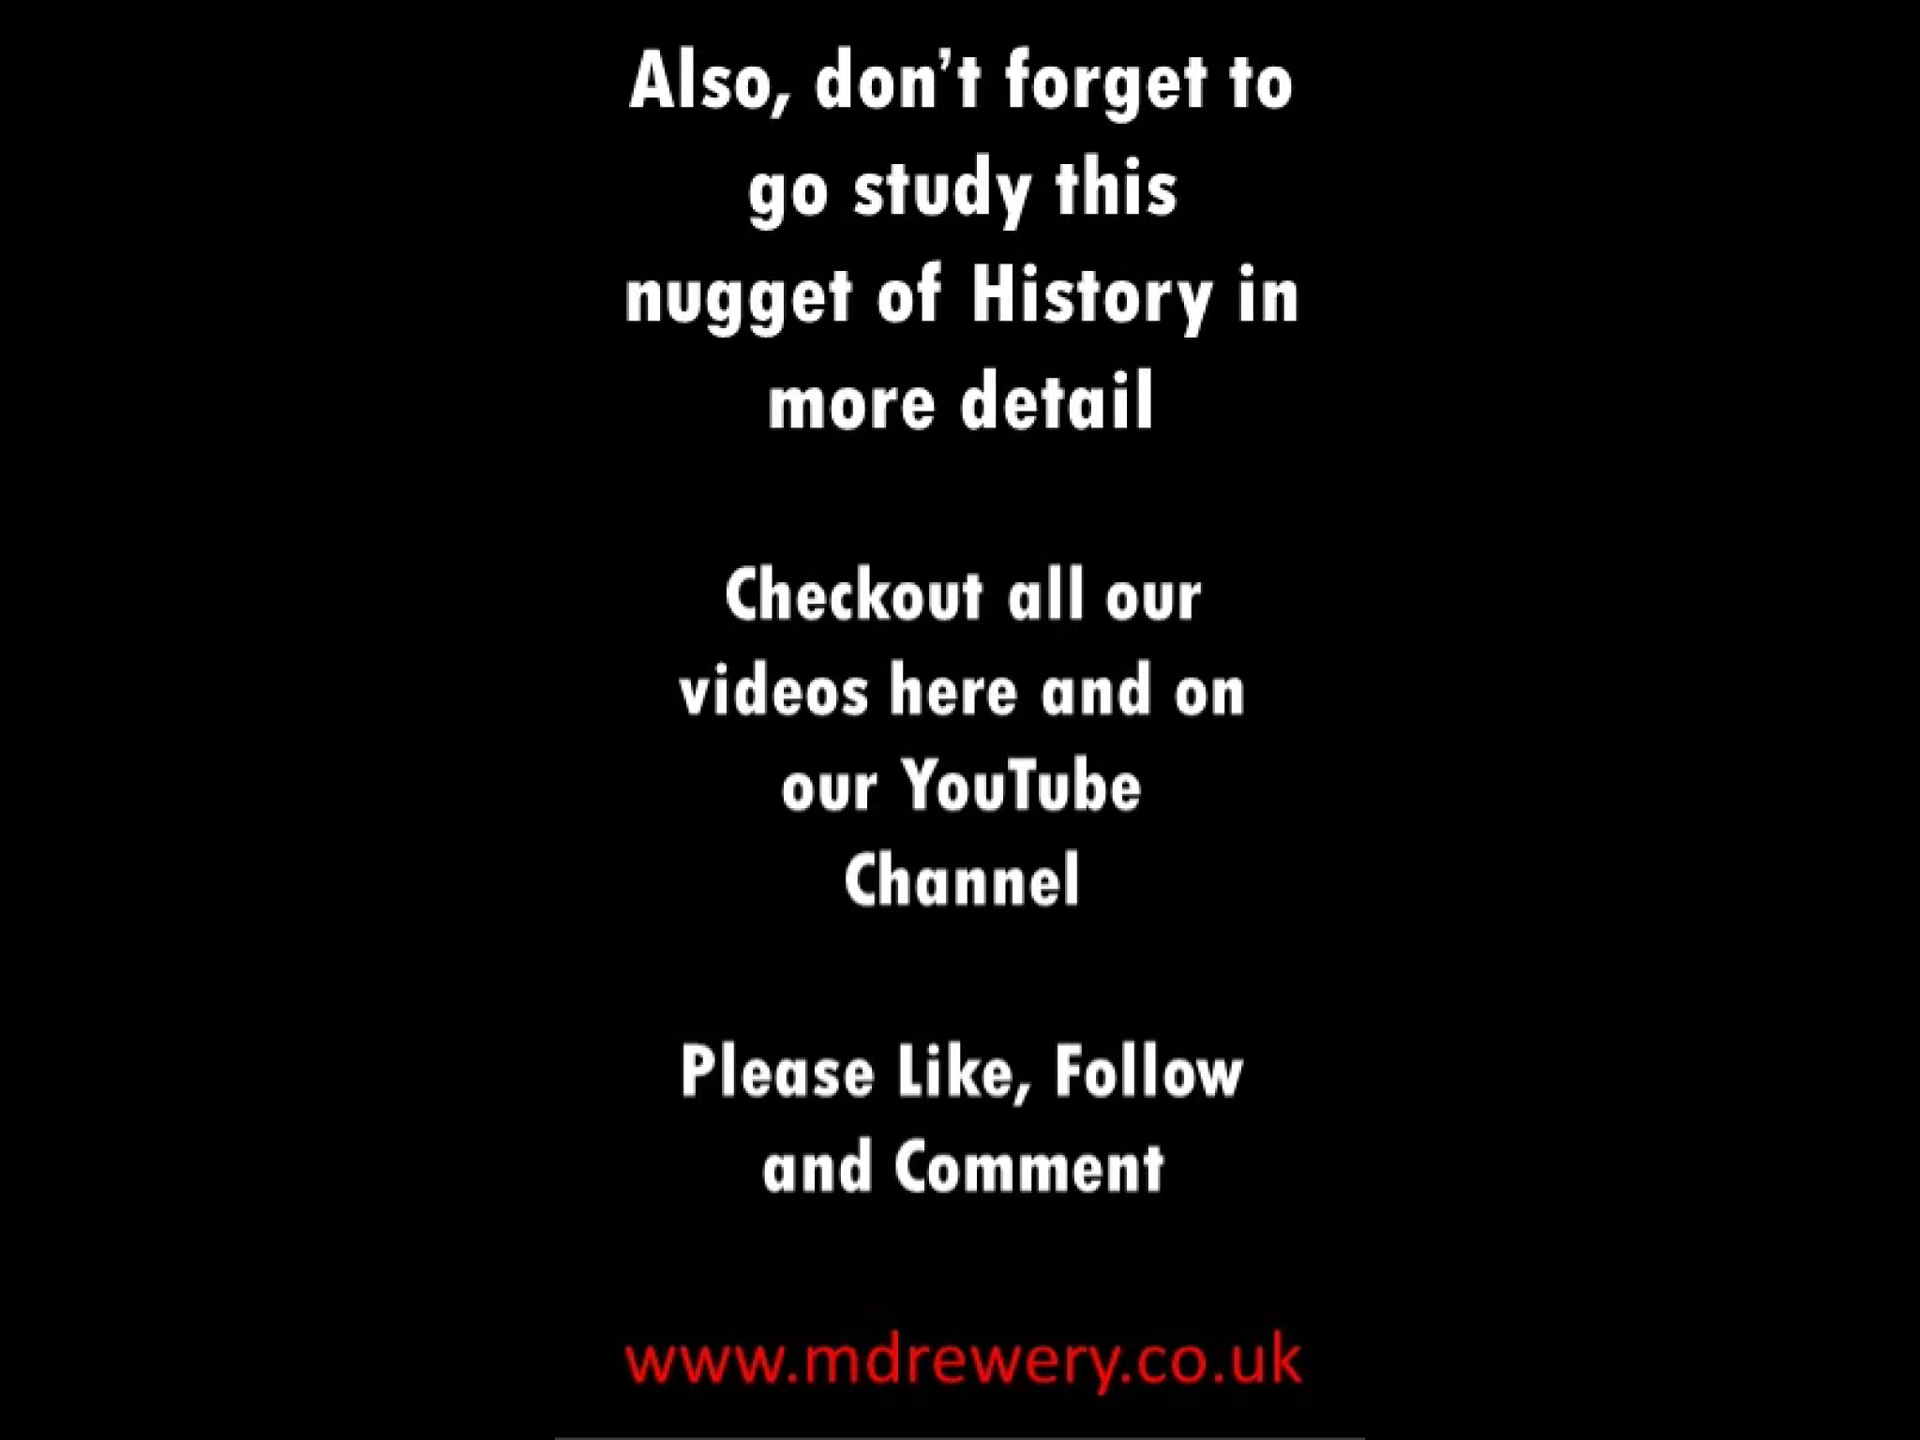 Also, don’t forget to
go study this
nugget of History in
more detail
Checkout all our
videos here and on
our YouTube
Channel
Please Like, Follow
and Comment
www.mdrewery.co.uk